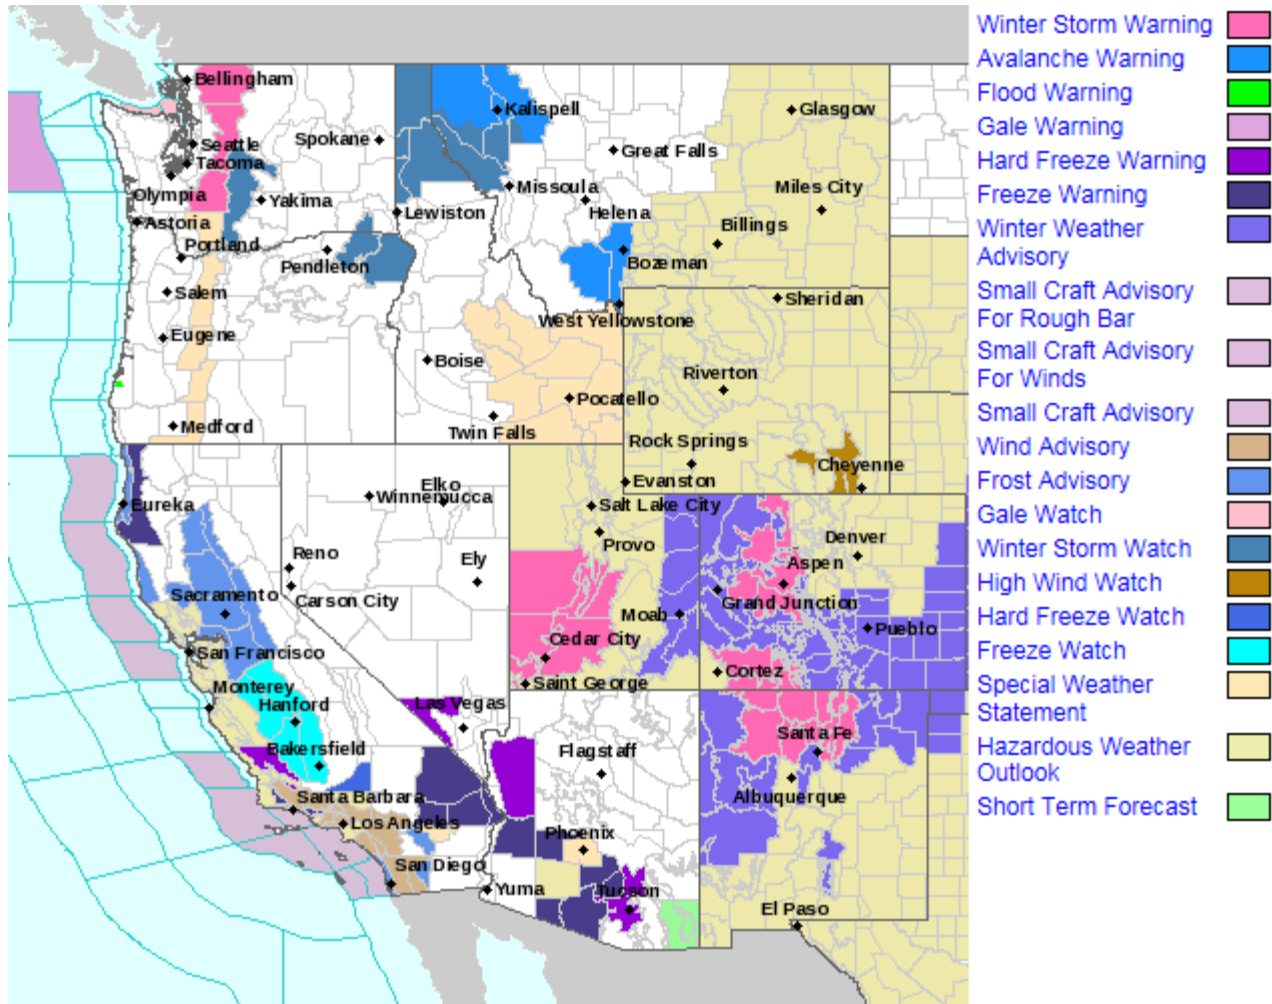 Winter Storm Warning
Avalanche Warning
Flood Warning
Gale Warning
Hard Freeze Warning
Freeze Warning
Winter Weather
Advisory
Small Craft Advisory
For Rough Bar
Small Craft Advisory
For Winds
Small Craft Advisory
Wind Advisory
Frost Advisory
Gale Watch
Winter Storm Watch
High Wind Watch
Hard Freeze Watch
Freeze Watch
Special Weather
Statement
Hazardous Weather
Outlook
Short Term Forecast
Bellingham
Kalispell
Glasgow
Seattle
Spokane
Great Falls
Tacoma
Missoula
Miles City
Olympia
Yakima
Helena
Lewiston
Astoria
Billings
Portland
Pendleton
Bozeman
Salem
Sheridan
West Yellowstone
Eugene
Boise
Riverton
Pocatello
Medford
Twin Falls
Rock Springs
Cheyenne
Evanston
Elko
Winnemucca
Eureka
Salt Lake City
Provo
Denver
Reno
Ely
Aspen
Sacramento
Carson City
Grand Junction
Moab
Pueblo
Cedar City
San Francisco
Cortez
Saint George
Monterey
Hanford
Las Vegas
Santa Fe
Bakersfield
Flagstaff
Albuquerque
Santa Barbara
Los Angeles
Phoenix
San Diego
Yuma
Tucson
El Paso